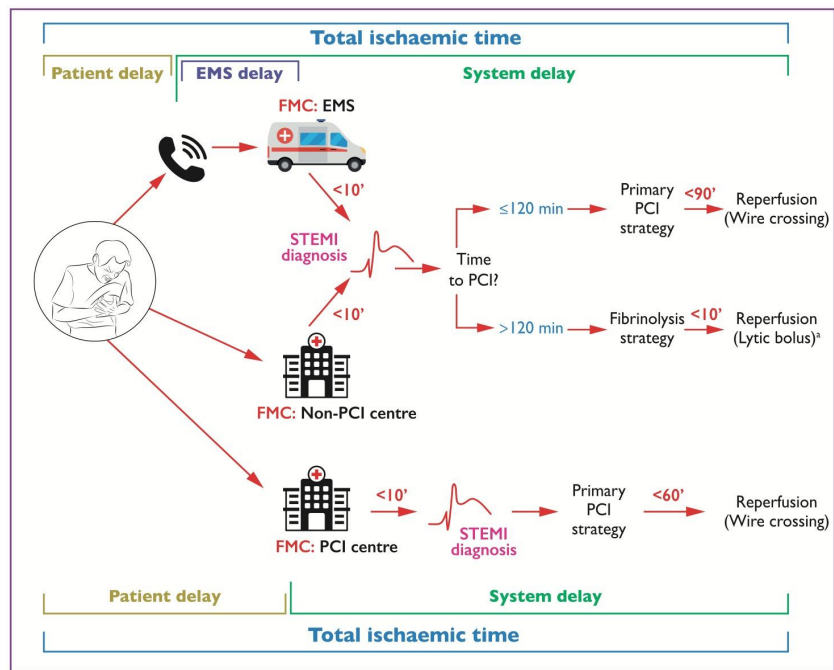 Total ischaemic time
Patient delay
EMS delay
System delay
FMC: EMS
<10'
STEMI
diagnosis
<10'
Time
to PCI?
≤120 min
Primary
PCI
strategy
<90'
Reperfusion
(Wire crossing)
>120 min
Fibrinolysis
strategy
<10'
Reperfusion
(Lytic bolus)ª
FMC: Non-PCI centre
FMC: PCI centre
<10'
STEMI
diagnosis
Primary
PCI
strategy
<60'
Reperfusion
(Wire crossing)
Patient delay
System delay
Total ischaemic time